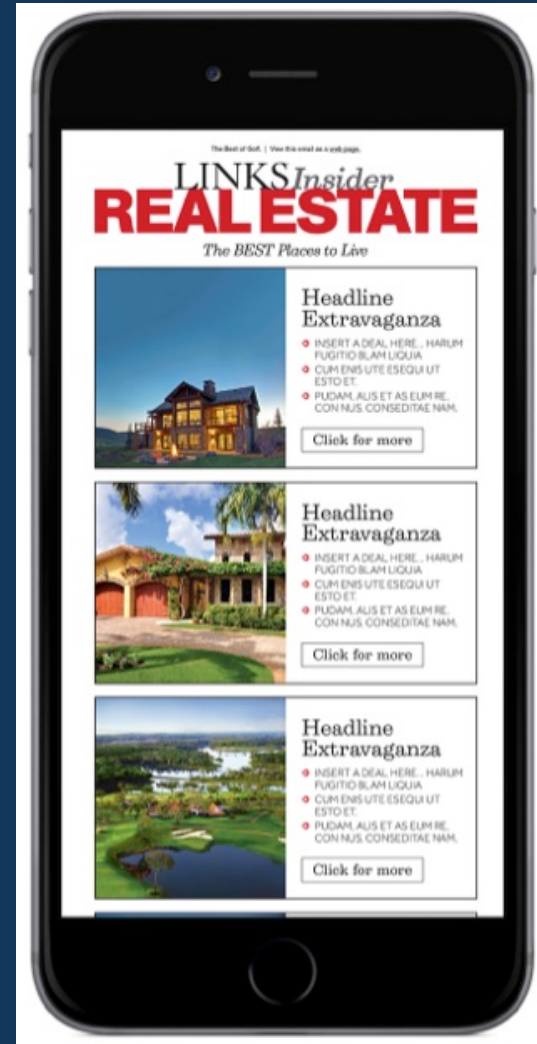 The Best of Golf. | View this email as a web page.
LINKS Insider
REAL ESTATE
The BEST Places to Live
Headline
Extravaganza
INSERT A DEAL HERE... HARUM
FUGITIO BLAM LIQUIA
CUM ENIS UTE ESEQUI UT
ESTO ET.
PUDAM, ALIS ET AS EUM RE,
CON NUS, CONSEDITAE NAM,
Click for more
Headline
Extravaganza
INSERT A DEAL HERE... HARUM
FUGITIO BLAM LIQUIA
CUM ENIS UTE ESEQUI UT
ESTO ET.
PUDAM, ALIS ET AS EUM RE,
CON NUS, CONSEDITAE NAM,
Click for more
Headline
Extravaganza
INSERT A DEAL HERE... HARUM
FUGITIO BLAM LIQUIA
CUM ENIS UTE ESEQUI UT
ESTO ET.
PUDAM, ALIS ET AS EUM RE,
CON NUS, CONSEDITAE NAM,
Click for more